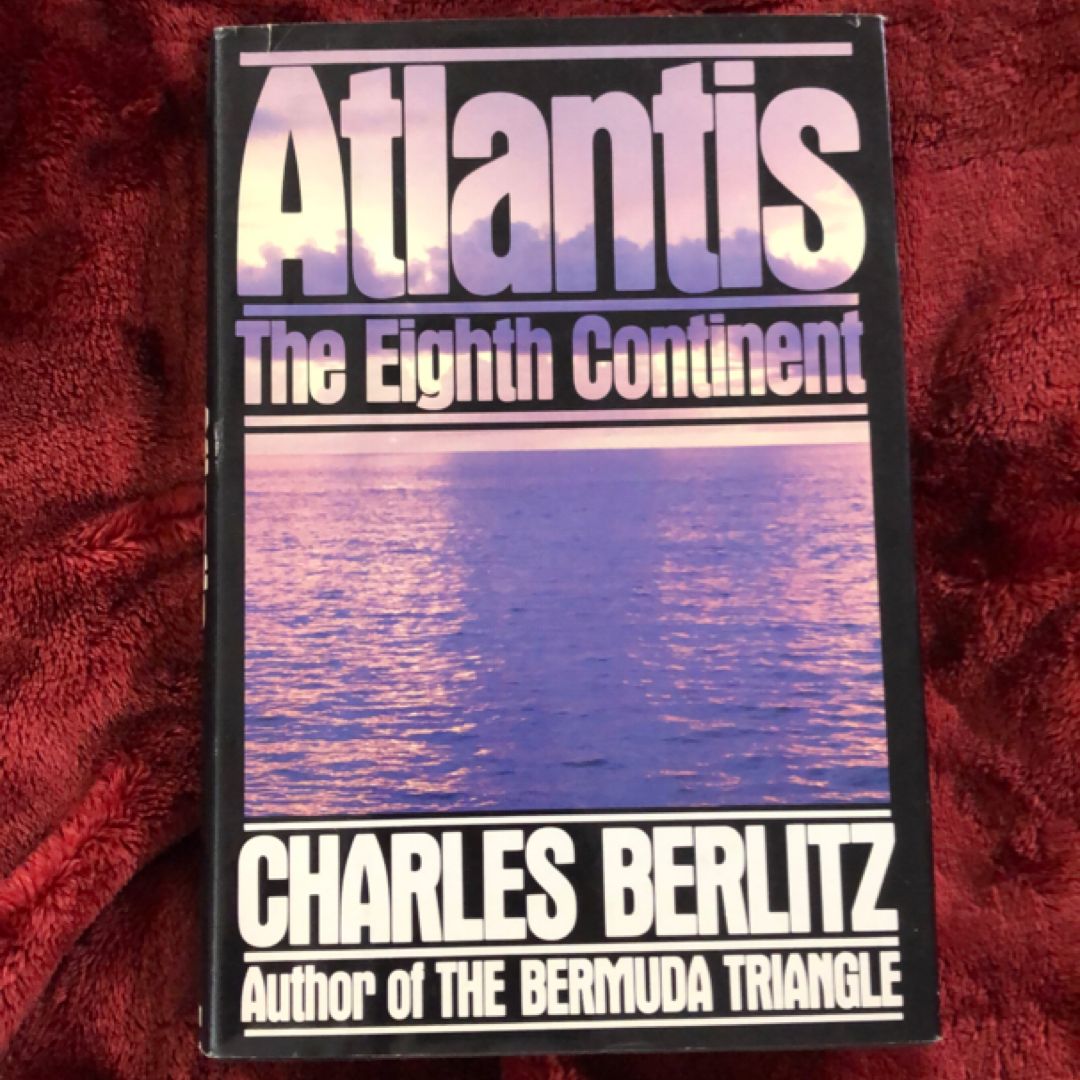 Atlantis
The Eighth Continent
CHARLES BERLITZ
Author of THE BERMUDA TRIANGLE